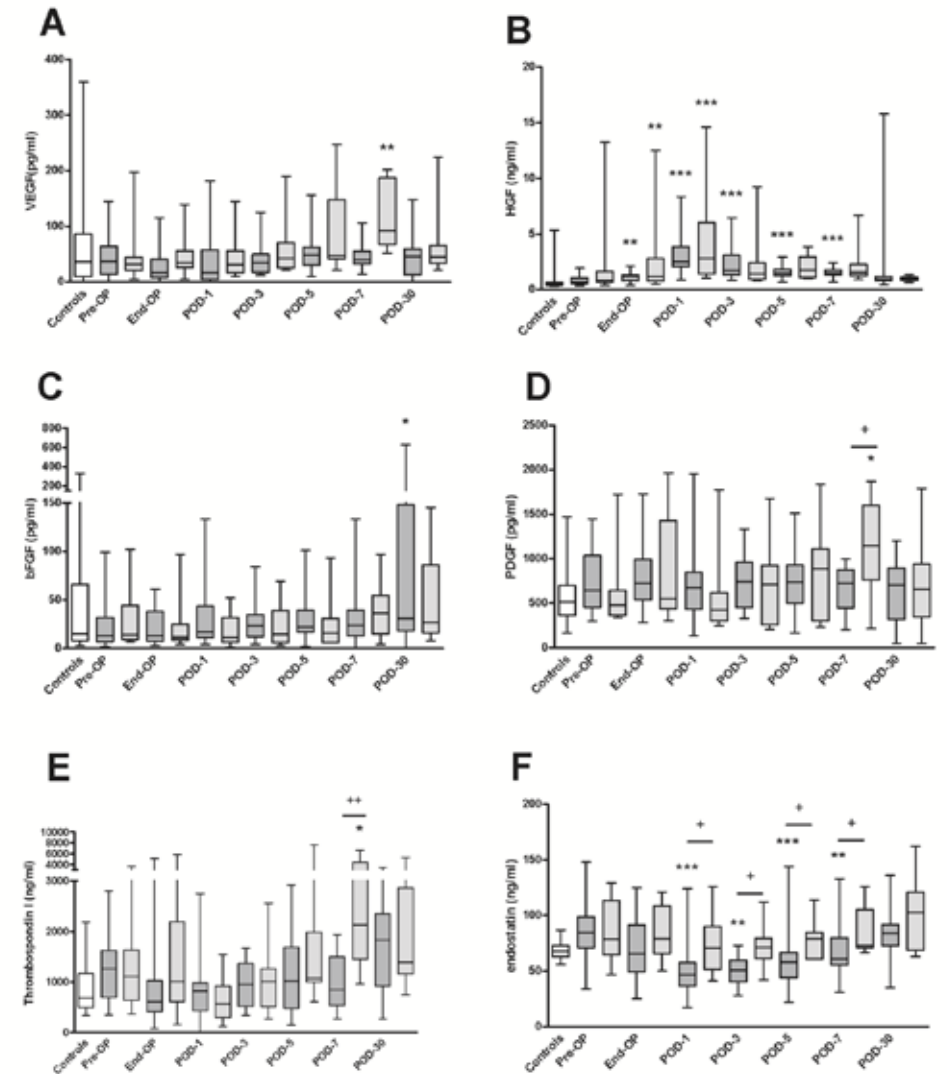 A
400
300
200
100
0
VEGF(pg/ml)
**
Controls
Pre-OP
End-OP
POD-1
POD-3
POD-5
POD-7
POD-30
B
20
15
10
5
0
HGF (ng/ml)
**
**
***
***
***
***
***
Controls
Pre-OP
End-OP
POD-1
POD-3
POD-5
POD-7
POD-30
C
800
600
400
200
150
100
50
0
bFGF (pg/ml)
*
Controls
Pre-OP
End-OP
POD-1
POD-3
POD-5
POD-7
POD-30
D
2500
2000
1500
1000
500
0
PDGF (pg/ml)
+
*
Controls
Pre-OP
End-OP
POD-1
POD-3
POD-5
POD-7
POD-30
E
10000
8000
6000
4000
3000
2000
1000
0
Thrombospondin I (ng/ml)
++
*
Controls
Pre-OP
End-OP
POD-1
POD-3
POD-5
POD-7
POD-30
F
200
150
100
50
0
endostatin (ng/ml)
***
+
**
+
***
+
**
+
Controls
Pre-OP
End-OP
POD-1
POD-3
POD-5
POD-7
POD-30